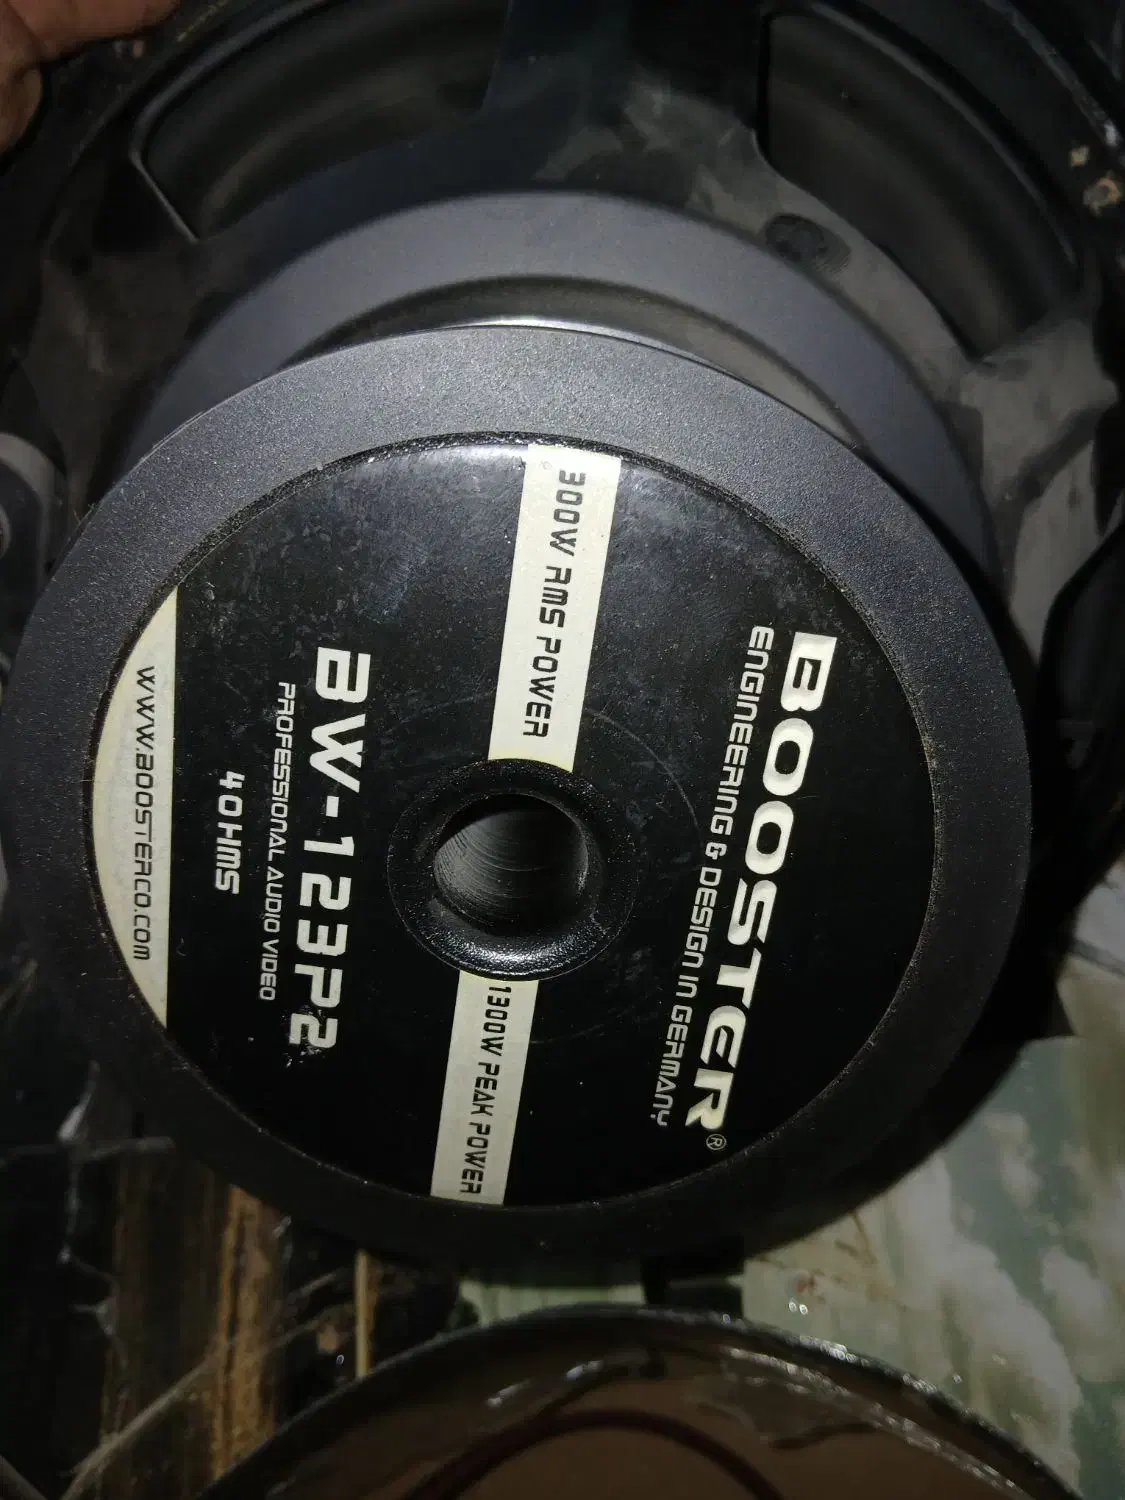 BOOSTER®
ENGINEERING & DESIGN IN GERMANY
300W RMS POWER
1300W PEAK POWER
BW-123P2
PROFESSIONAL AUDIO VIDEO
4OHMS
WWW.BOOSTERCO.COM